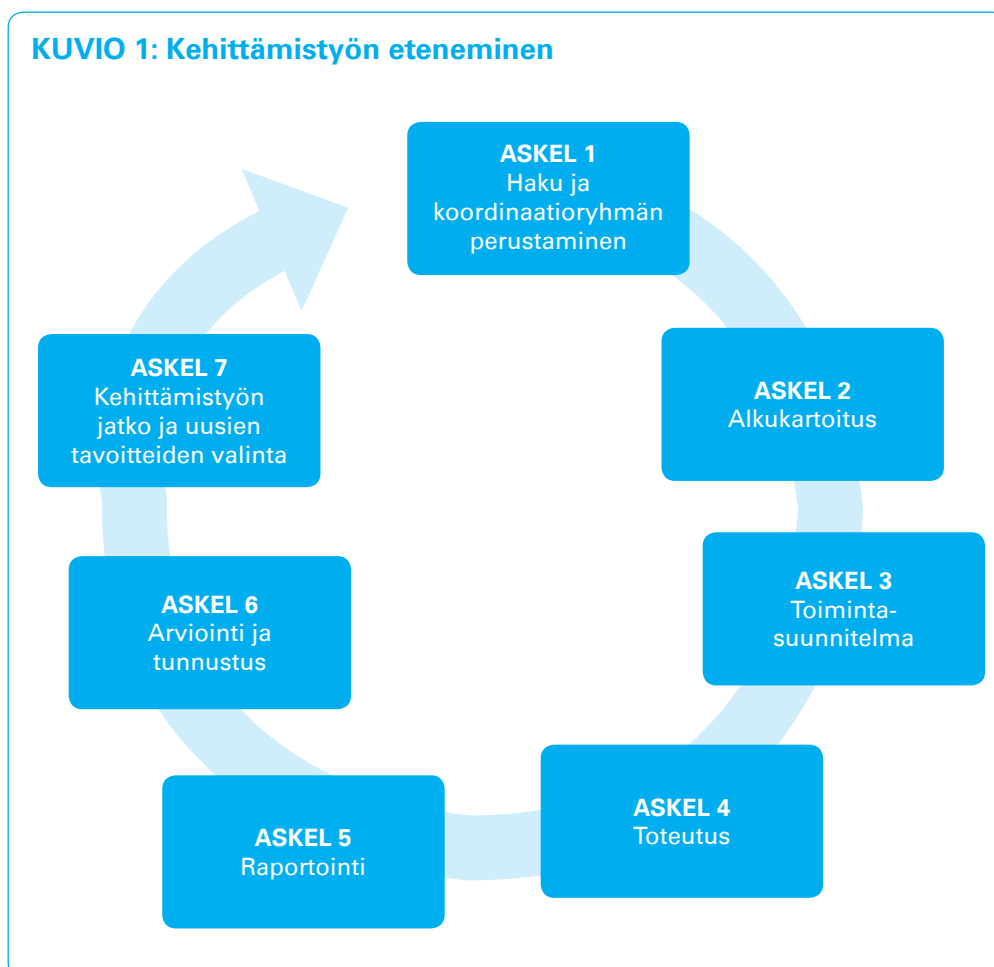 KUVIO 1: Kehittämistyön eteneminen
ASKEL 1
Haku ja
koordinaatioryhmän
perustaminen
ASKEL 2
Alkukartoitus
ASKEL 3
Toiminta-
suunnitelma
ASKEL 4
Toteutus
ASKEL 5
Raportointi
ASKEL 6
Arviointi ja
tunnustus
ASKEL 7
Kehittämistyön
jatko ja uusien
tavoitteiden valinta